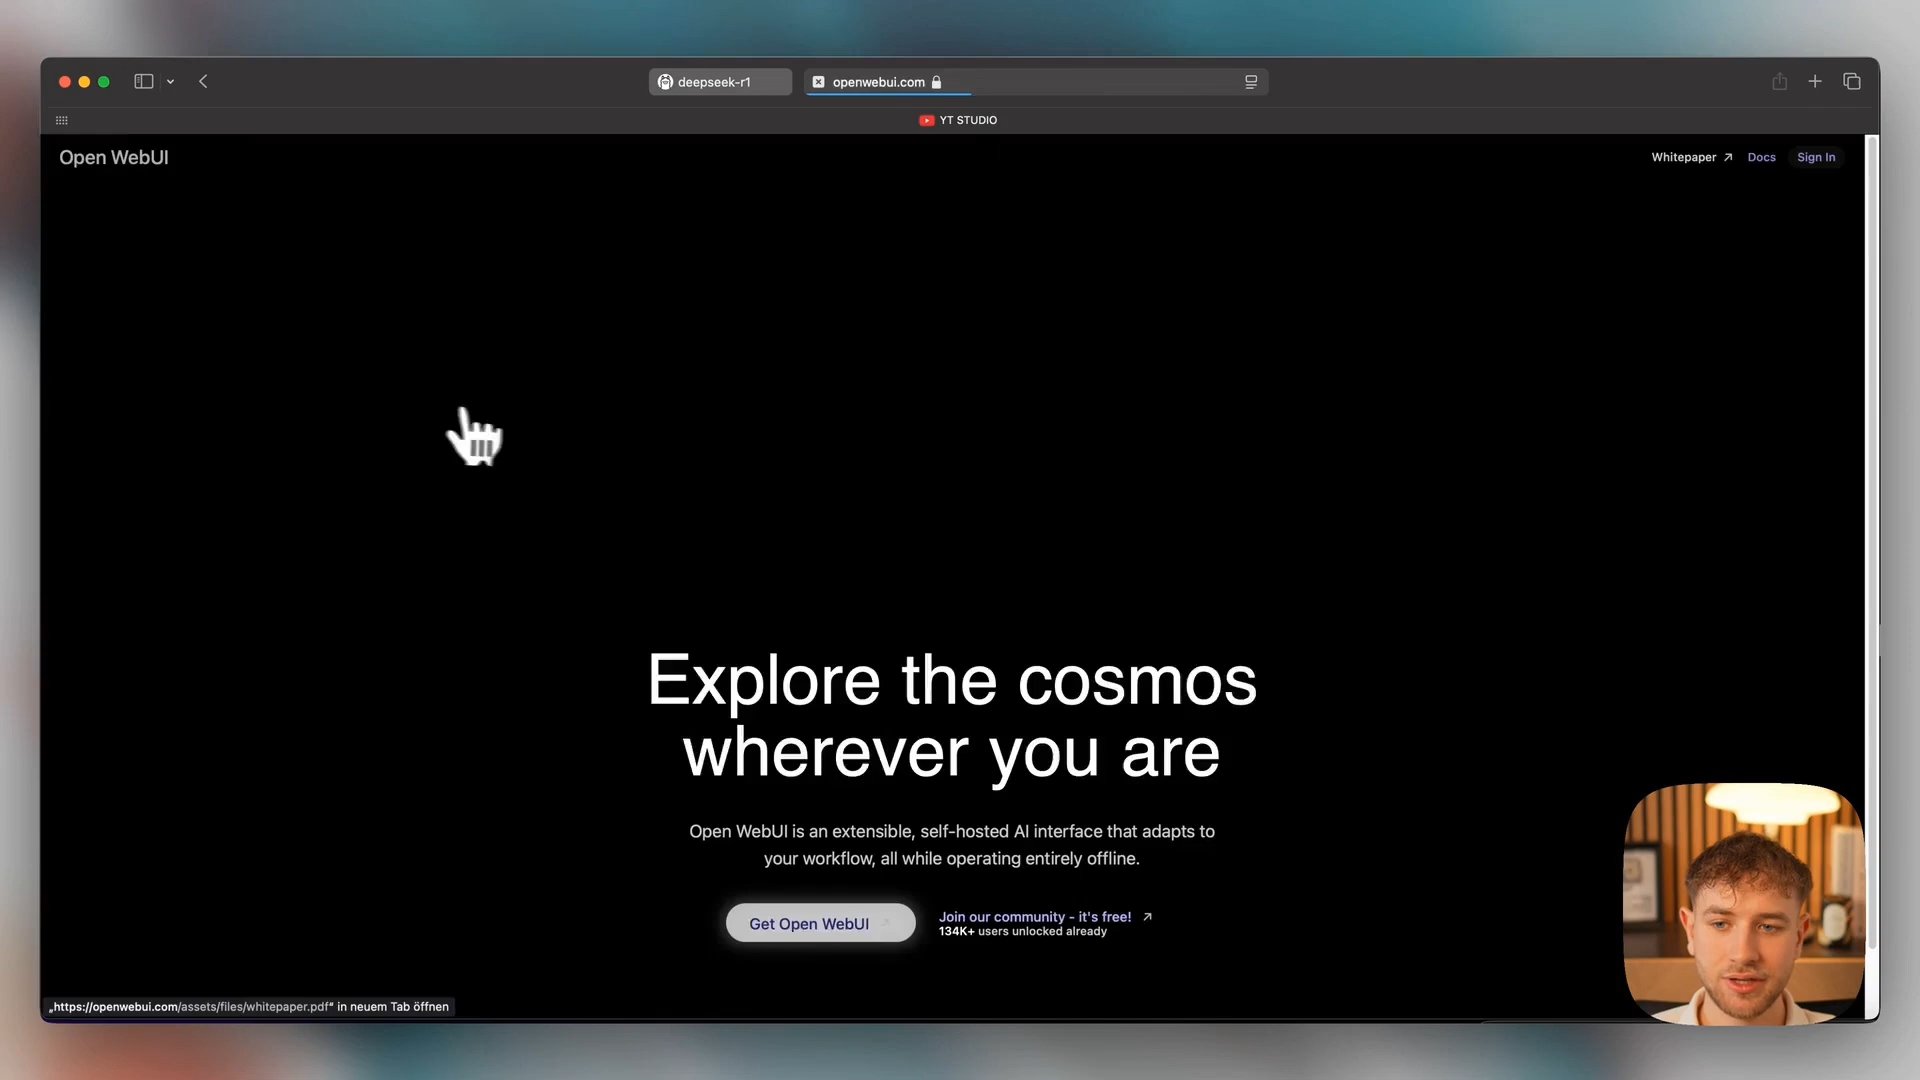 deepseek-r1
openwebui.com
YT STUDIO
Open WebUI
Whitepaper
Docs
Sign In
Explore the cosmos
wherever you are
Open WebUI is an extensible, self-hosted AI interface that adapts to
your workflow, all while operating entirely offline.
Get Open WebUI
Join our community - it's free!
134K+ users unlocked already
„https://openwebui.com/assets/files/whitepaper.pdf“ in neuem Tab öffnen